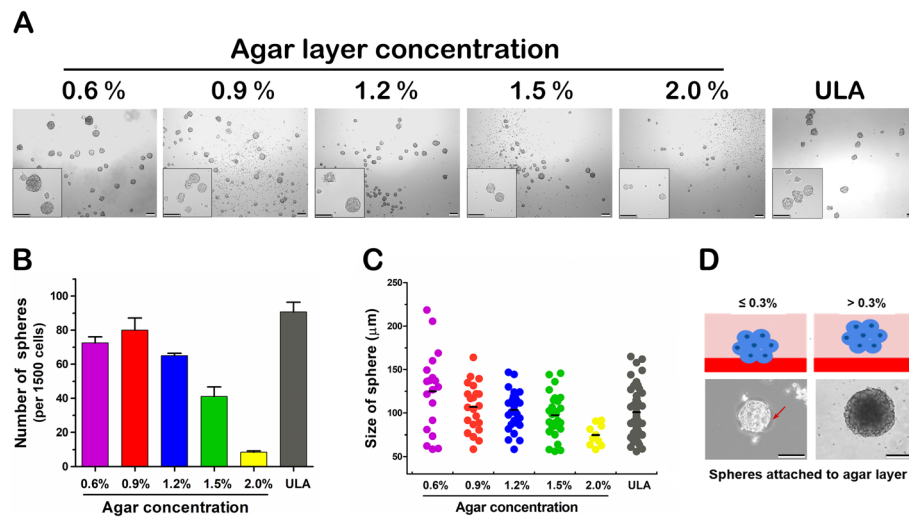 A
Agar layer concentration
0.6 %
0.9 %
1.2 %
1.5 %
2.0 %
ULA
B
Number of spheres
(per 1500 cells)
100
80
60
40
20
0
0.6%
0.9%
1.2%
1.5%
2.0%
ULA
Agar concentration
C
Size of sphere (μm)
250
200
150
100
50
0.6%
0.9%
1.2%
1.5%
2.0%
ULA
Agar concentration
D
≤ 0.3%
> 0.3%
Spheres attached to agar layer